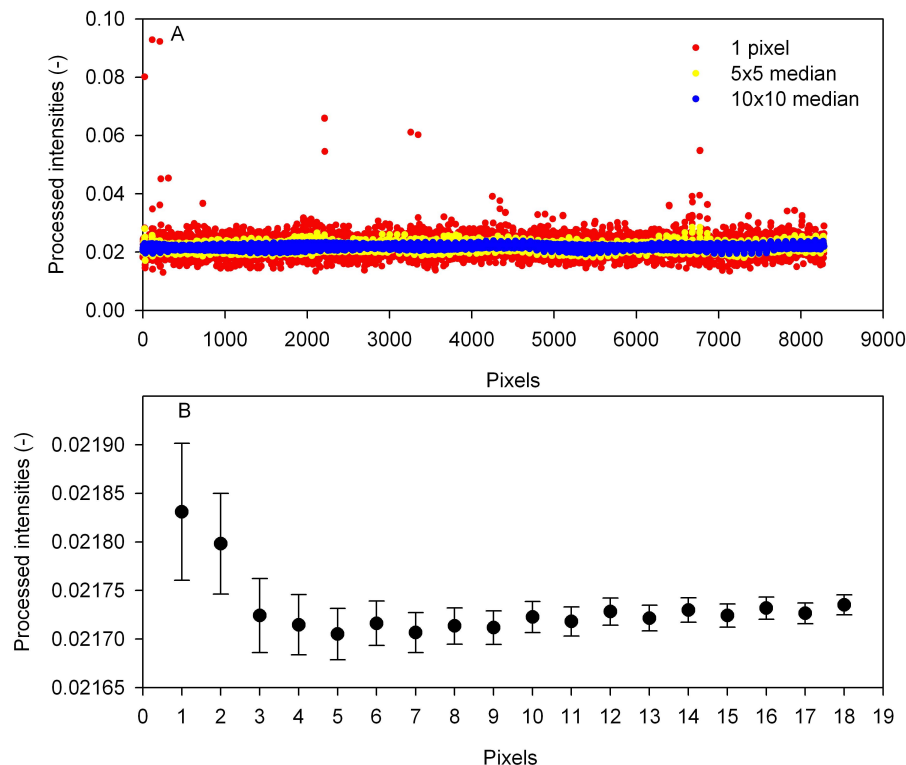 A
1 pixel
5x5 median
10x10 median
Processed intensities (-)
0.10
0.08
0.06
0.04
0.02
0.00
0 1000 2000 3000 4000 5000 6000 7000 8000 9000
Pixels
B
Processed intensities (-)
0.02190
0.02185
0.02180
0.02175
0.02170
0.02165
0 1 2 3 4 5 6 7 8 9 10 11 12 13 14 15 16 17 18 19
Pixels